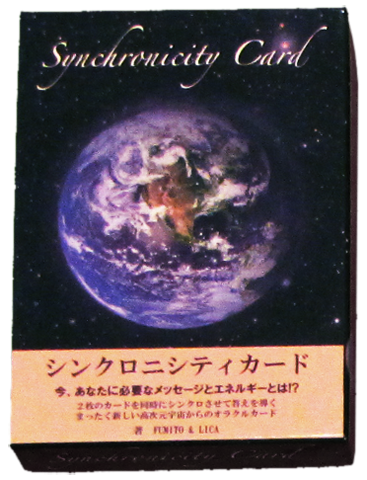 Synchronicity Card
シンクロニシティカード
今、あなたに必要なメッセージとエネルギーとは!?
2枚のカードを同時にシンクロさせて答えを導く
まったく新しい高次元宇宙からのオラクルカード
著 FUMITO & LICA
Synchronicity Card